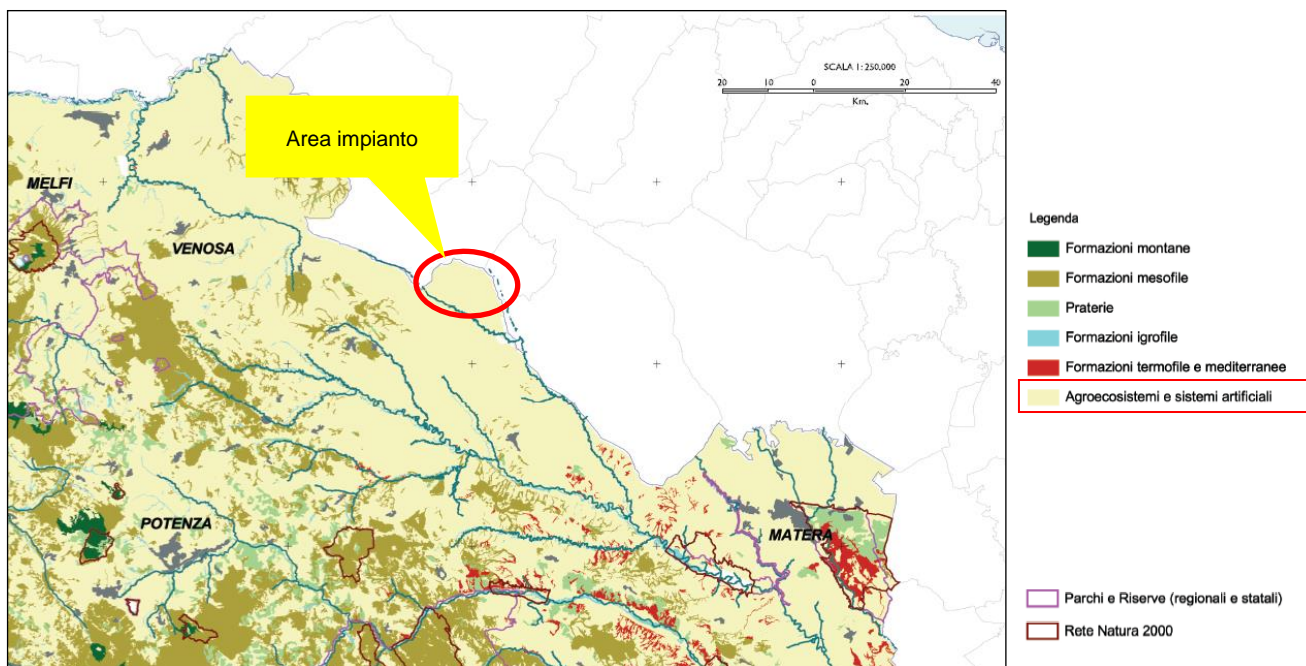 SCALA 1: 250.000
20 10 0 20 40
Km.
Area impianto
MELFI
VENOSA
POTENZA
MATERA
Legenda
Formazioni montane
Formazioni mesofile
Praterie
Formazioni igrofile
Formazioni termofile e mediterranee
Agroecosistemi e sistemi artificiali
Parchi e Riserve (regionali e statali)
Rete Natura 2000